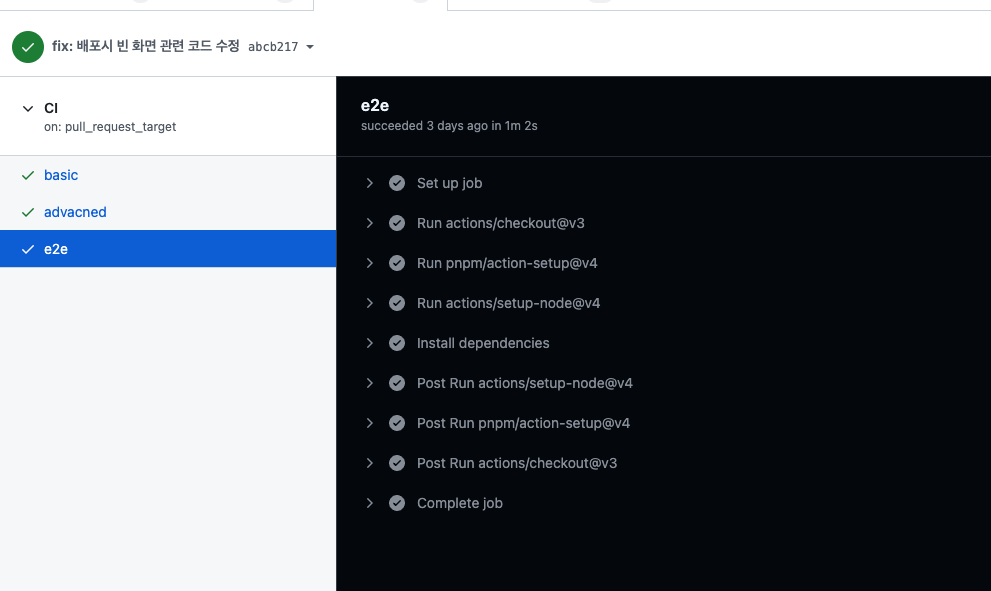 fix: 배포시 빈 화면 관련 코드 수정 abcb217
CI
on: pull_request_target
basic
advacned
e2e
e2e
succeeded 3 days ago in 1m 2s
Set up job
Run actions/checkout@v3
Run pnpm/action-setup@v4
Run actions/setup-node@v4
Install dependencies
Post Run actions/setup-node@v4
Post Run pnpm/action-setup@v4
Post Run actions/checkout@v3
Complete job